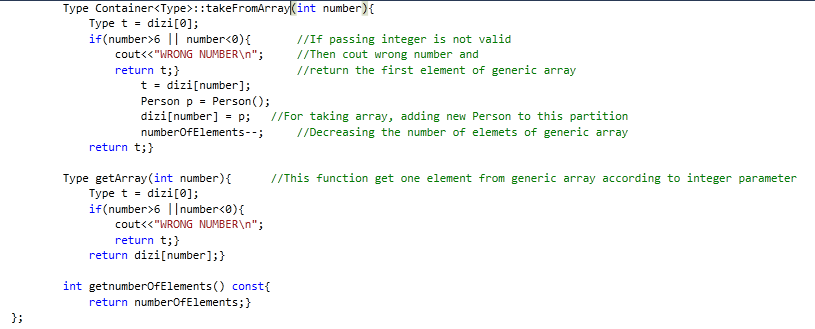 Type Container<Type>::takeFromArray(int number){
Type t = dizi[0];
if(number>6 || number<0){ //If passing integer is not valid
cout<<"WRONG NUMBER\n"; //Then cout wrong number and
return t;} //return the first element of generic array
t = dizi[number];
Person p = Person();
dizi[number] = p; //For taking array, adding new Person to this partition
numberOfElements--; //Decreasing the number of elemets of generic array
return t;}
Type getArray(int number){ //This function get one element from generic array according to integer parameter
Type t = dizi[0];
if(number>6 ||number<0){
cout<<"WRONG NUMBER\n";
return t;}
return dizi[number];}
int getnumberOfElements() const{
return numberOfElements;}
};